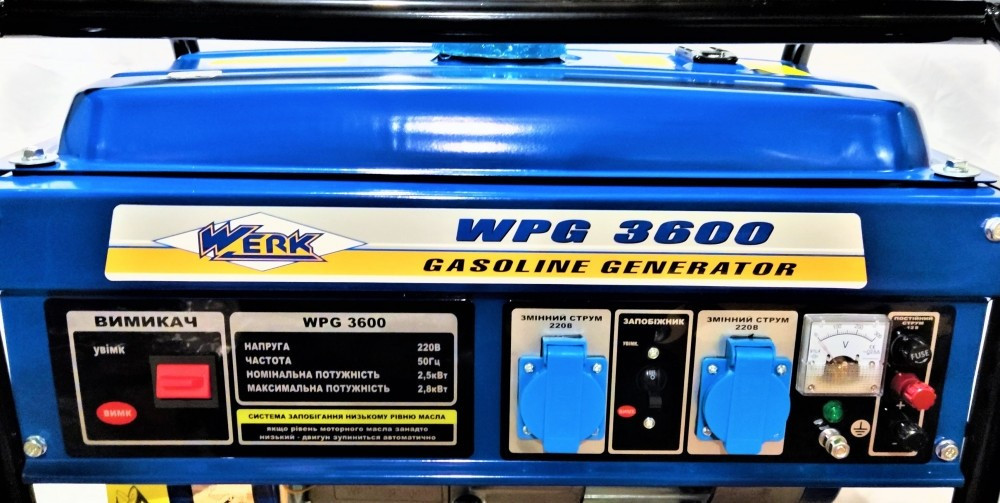 WERK
WPG 3600
GASOLINE GENERATOR
ВИМИКАЧ
увімк
ВИМК
WPG 3600
НАПРУГА 220В
ЧАСТОТА 50Гц
НОМІНАЛЬНА ПОТУЖНІСТЬ 2,5кВт
МАКСИМАЛЬНА ПОТУЖНІСТЬ 2,8кВт
СИСТЕМА ЗАПОБІГАННЯ НИЗЬКОМУ РІВНЮ МАСЛА
якщо рівень моторного масла занадто
низький - двигун зупиниться автоматично
ЗМІННИЙ СТРУМ
220В
ЗАПОБІЖНИК
УВІМК.
ЗМІННИЙ СТРУМ
220В
V
ПОСТІЙНИЙ
СТРУМ
12В
FUSE
+
-